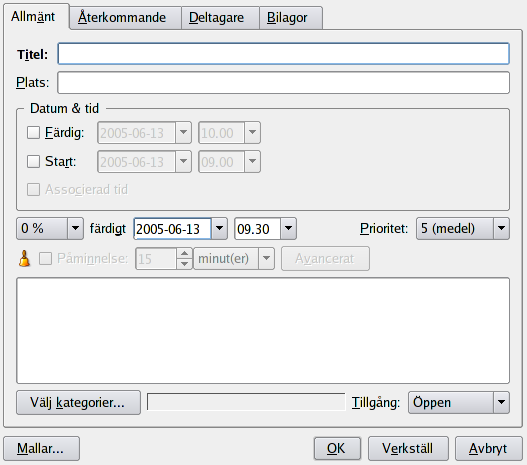 Allmänt Återkommande Deltagare Bilagor
Titel:
Plats:
Datum & tid
Färdig: 2005-06-13 10.00
Start: 2005-06-13 09.00
Associerad tid
0 % färdigt 2005-06-13 09.30 Prioritet: 5 (medel)
Påminnelse: 15 minut(er) Avancerat
Välj kategorier... Tillgång: Öppen
Mallar... OK Verkställ Avbryt